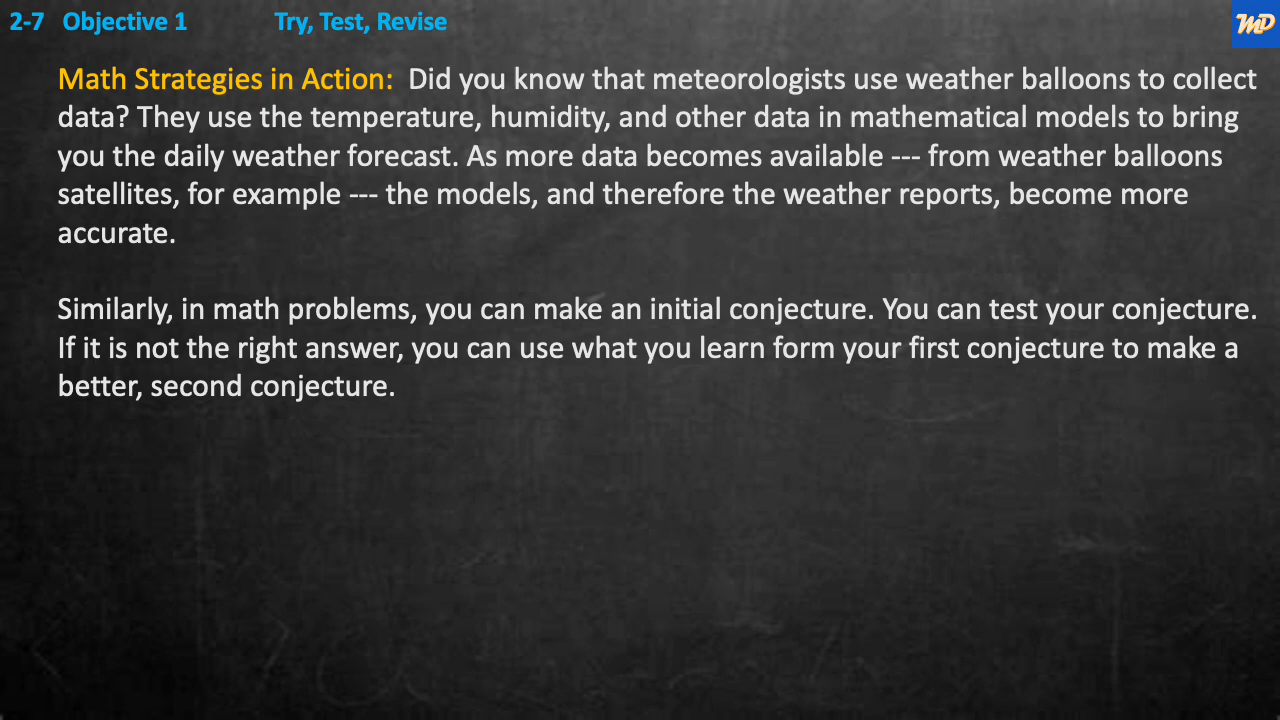 2-7 Objective 1 Try, Test, Revise
MD
Math Strategies in Action: Did you know that meteorologists use weather balloons to collect
data? They use the temperature, humidity, and other data in mathematical models to bring
you the daily weather forecast. As more data becomes available --- from weather balloons
satellites, for example --- the models, and therefore the weather reports, become more
accurate.
Similarly, in math problems, you can make an initial conjecture. You can test your conjecture.
If it is not the right answer, you can use what you learn form your first conjecture to make a
better, second conjecture.